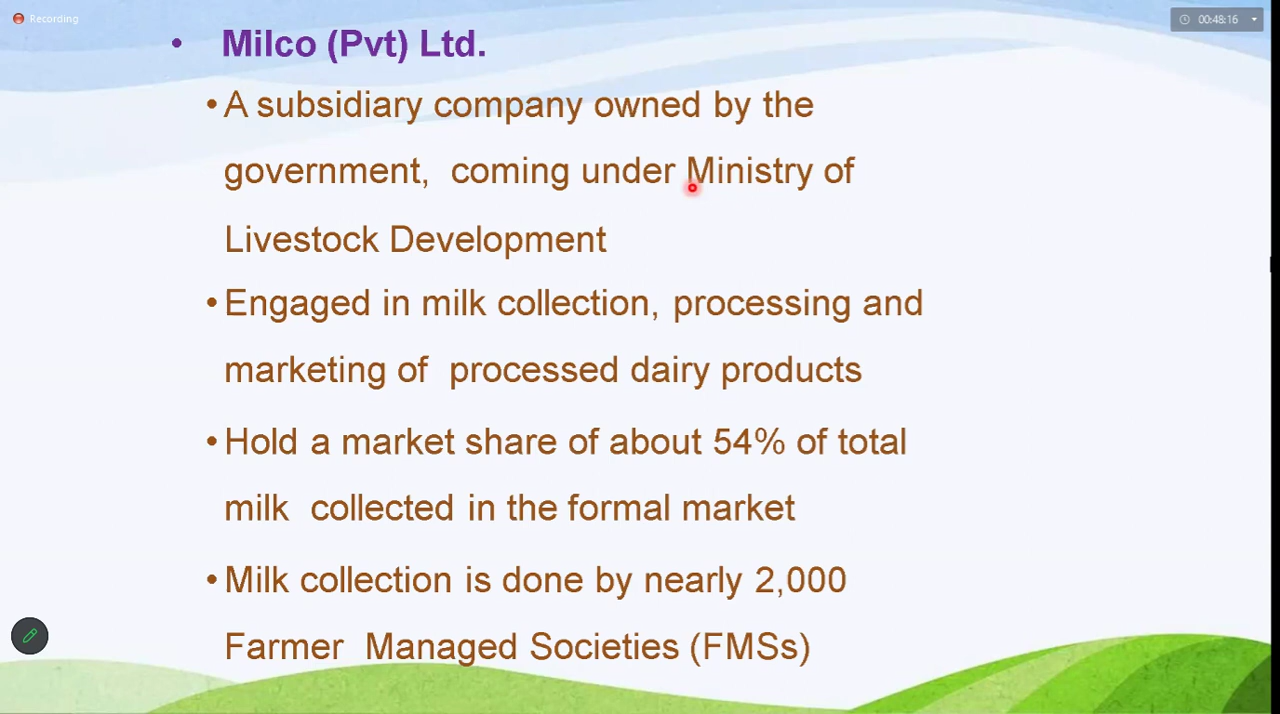 Recording
00:48:16
• Milco (Pvt) Ltd.
• A subsidiary company owned by the
government, coming under Ministry of
Livestock Development
• Engaged in milk collection, processing and
marketing of processed dairy products
• Hold a market share of about 54% of total
milk collected in the formal market
• Milk collection is done by nearly 2,000
Farmer Managed Societies (FMSs)